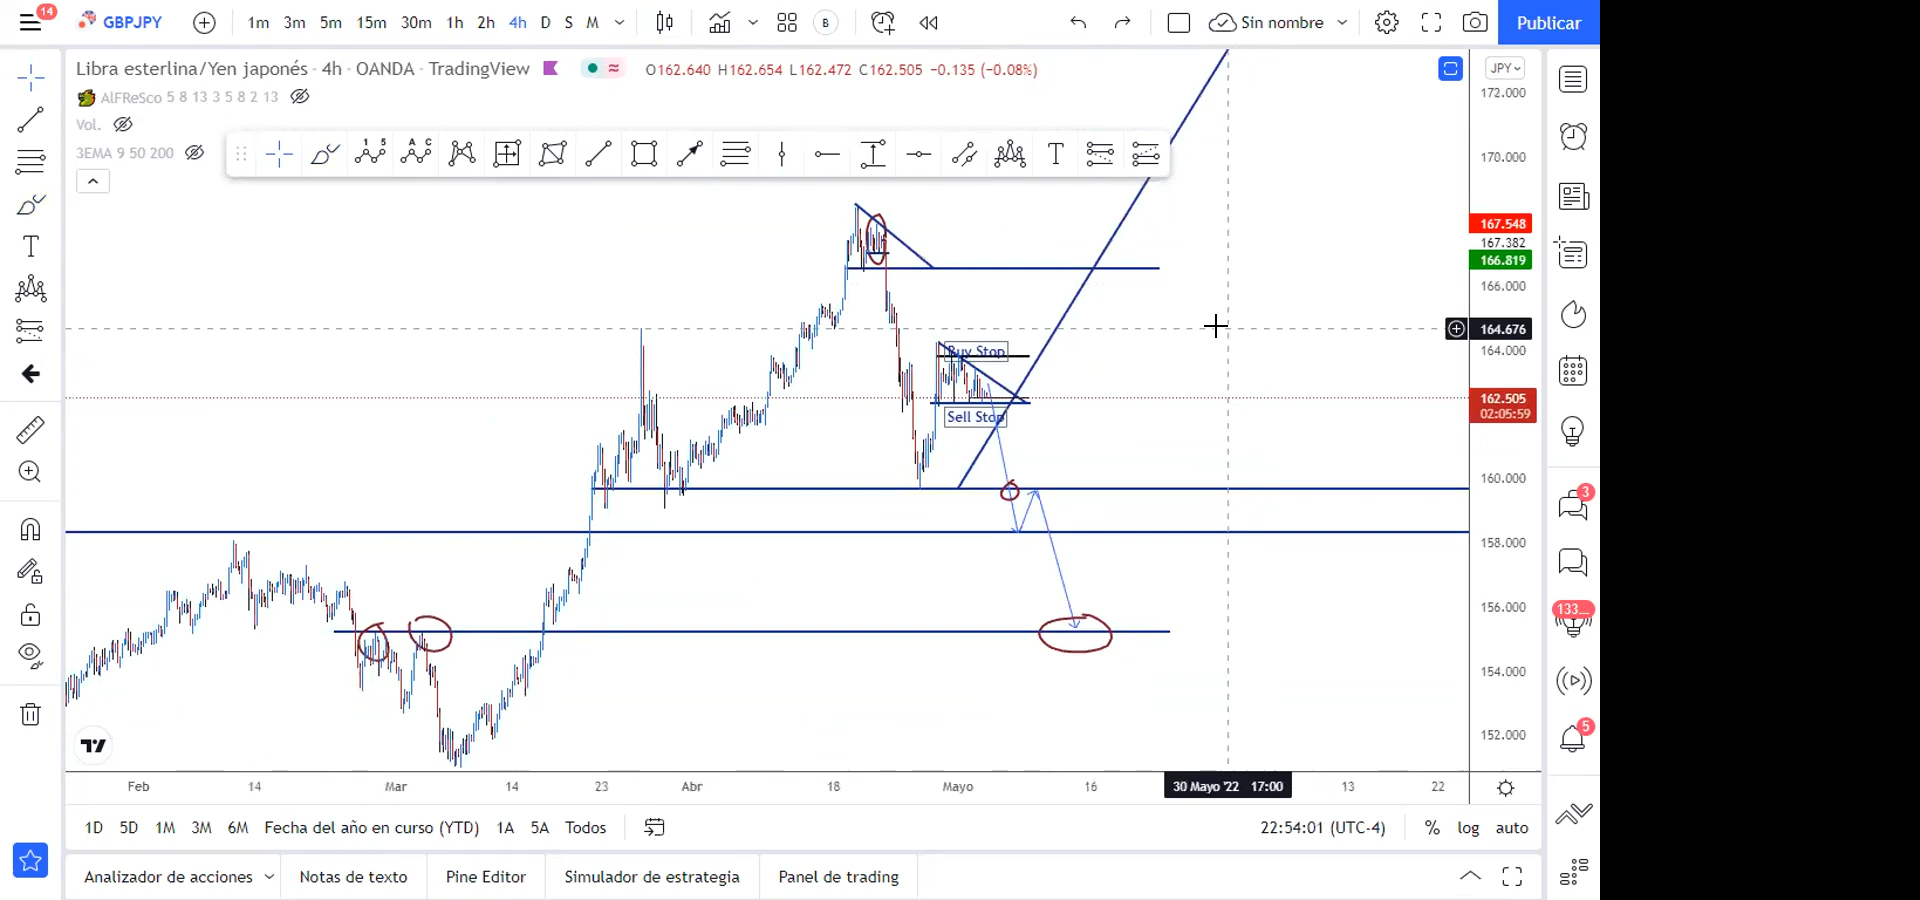 14
GBPJPY
1m 3m 5m 15m 30m 1h 2h 4h D S M
B
Sin nombre
Publicar
Libra esterlina/Yen japonés · 4h · OANDA · TradingView
O162.640 H162.654 L162.472 C162.505 −0.135 (−0.08%)
JPY
AlFReSco 5 8 13 3 5 8 2 13
Vol.
3EMA 9 50 200
1 5
A C
T
T
172.000
170.000
167.548
167.382
166.819
166.000
164.676
164.000
162.505
02:05:59
160.000
158.000
156.000
154.000
152.000
Buy Stop
Sell Stop
3
133...
5
Feb 14 Mar 14 23 Abr 18 Mayo 16 30 Mayo '22 17:00 13 22
1D 5D 1M 3M 6M Fecha del año en curso (YTD) 1A 5A Todos
22:54:01 (UTC-4) % log auto
Analizador de acciones Notas de texto Pine Editor Simulador de estrategia Panel de trading